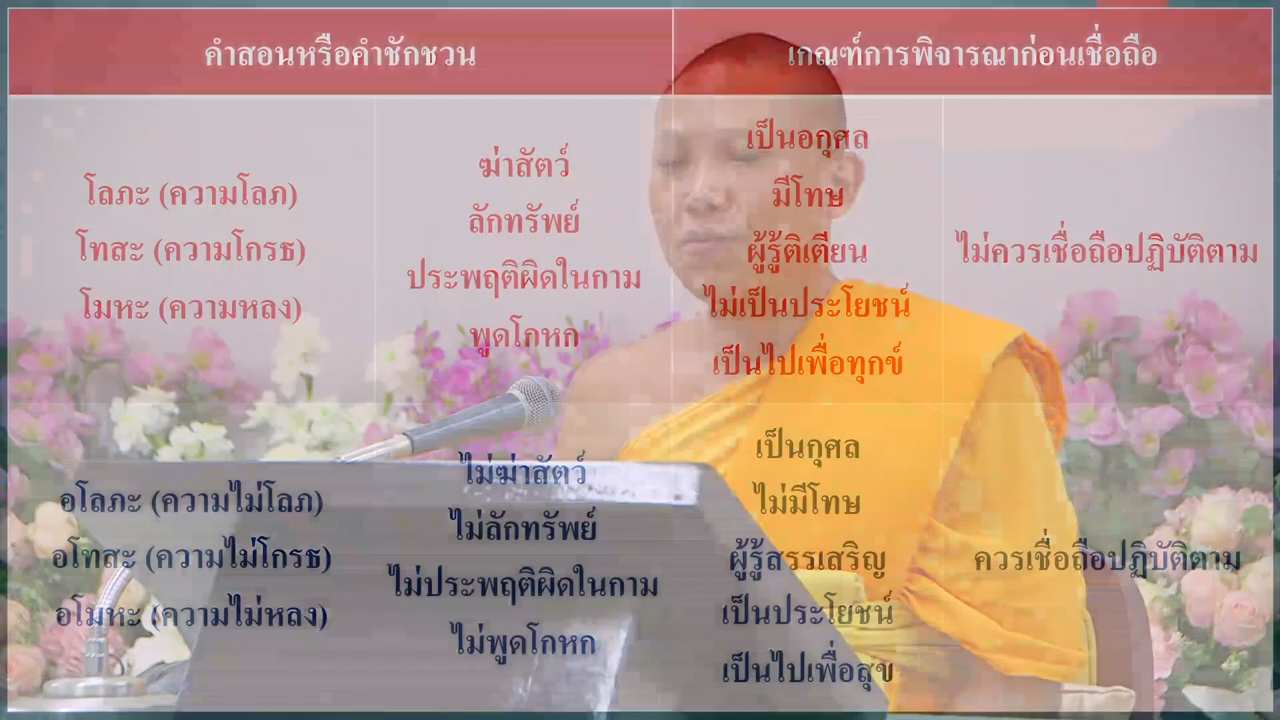 คำสอนหรือคำชักชวน
เกณฑ์การพิจารณาก่อนเชื่อถือ
โลภะ (ความโลภ)
โทสะ (ความโกรธ)
โมหะ (ความหลง)
ฆ่าสัตว์
ลักทรัพย์
ประพฤติผิดในกาม
พูดโกหก
เป็นอกุศล
มีโทษ
ผู้รู้ติเตียน
ไม่เป็นประโยชน์
เป็นไปเพื่อทุกข์
ไม่ควรเชื่อถือปฏิบัติตาม
อโลภะ (ความไม่โลภ)
อโทสะ (ความไม่โกรธ)
อโมหะ (ความไม่หลง)
ไม่ฆ่าสัตว์
ไม่ลักทรัพย์
ไม่ประพฤติผิดในกาม
ไม่พูดโกหก
เป็นกุศล
ไม่มีโทษ
ผู้รู้สรรเสริญ
เป็นประโยชน์
เป็นไปเพื่อสุข
ควรเชื่อถือปฏิบัติตาม